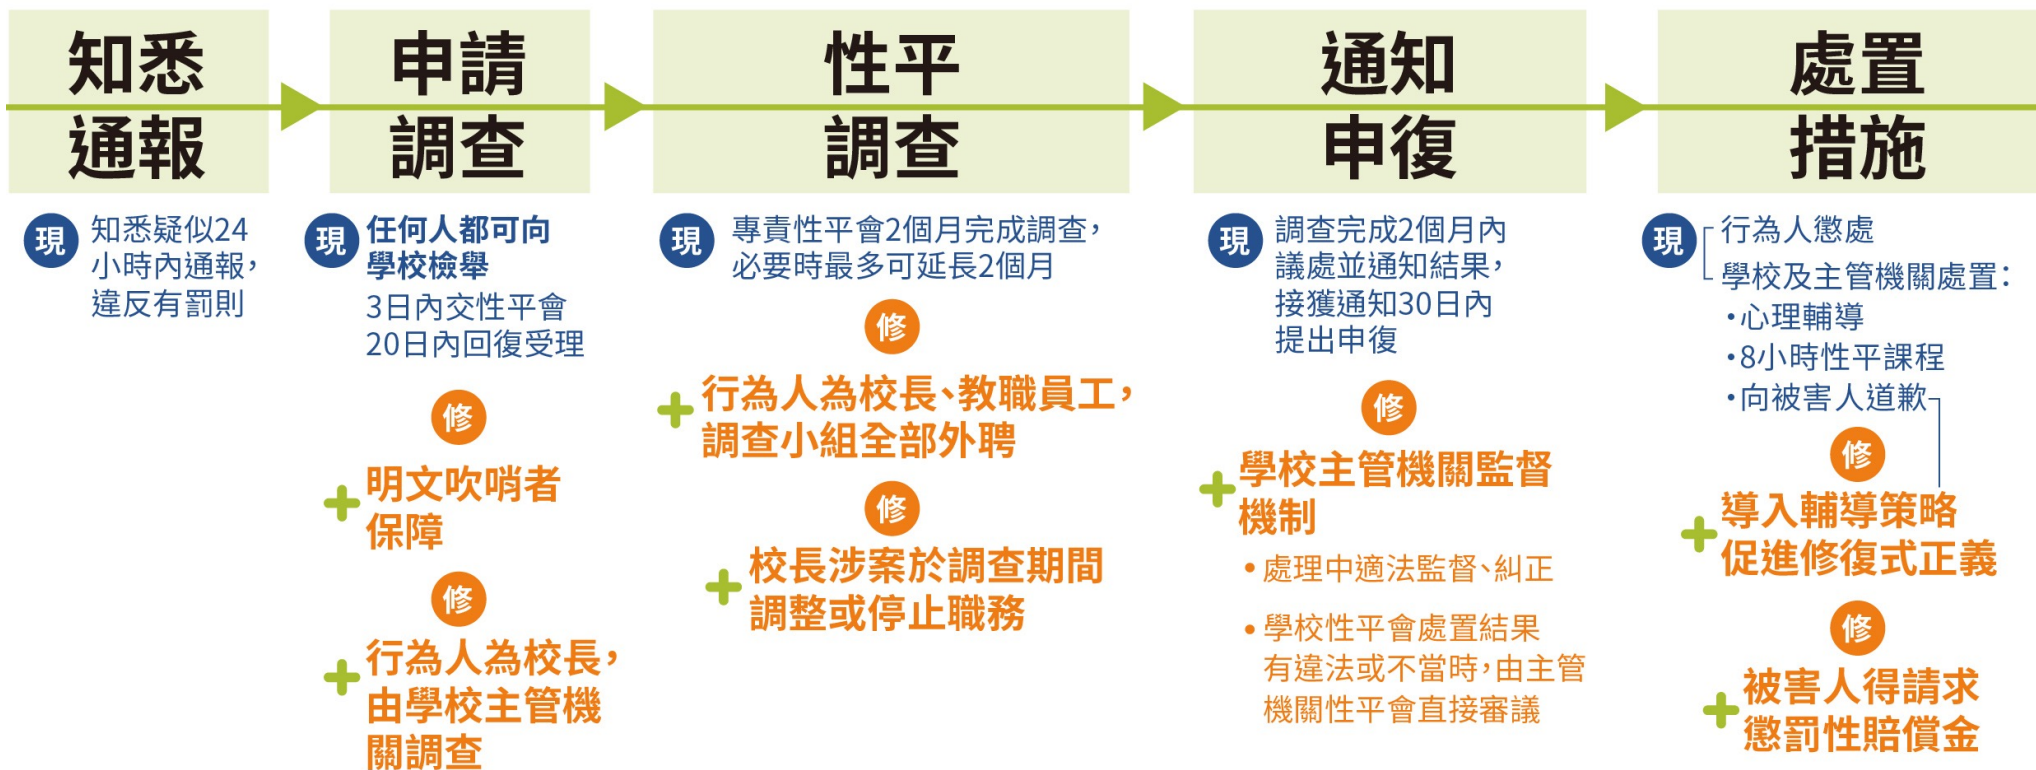 知悉
通報
現
知悉疑似24
小時內通報，
違反有罰則
申請
調查
現
任何人都可向
學校檢舉
3日內交性平會
20日內回復受理
修
明文吹哨者
保障
修
行為人為校長，
由學校主管機
關調查
性平
調查
現
專責性平會2個月完成調查，
必要時最多可延長2個月
修
行為人為校長、教職員工，
調查小組全部外聘
修
校長涉案於調查期間
調整或停止職務
通知
申復
現
調查完成2個月內
議處並通知結果，
接獲通知30日內
提出申復
修
學校主管機關監督
機制
•處理中適法監督、糾正
•學校性平會處置結果
有違法或不當時，由主管
機關性平會直接審議
處置
措施
現
行為人懲處
學校及主管機關處置：
•心理輔導
•8小時性平課程
•向被害人道歉
修
導入輔導策略
促進修復式正義
修
被害人得請求
懲罰性賠償金